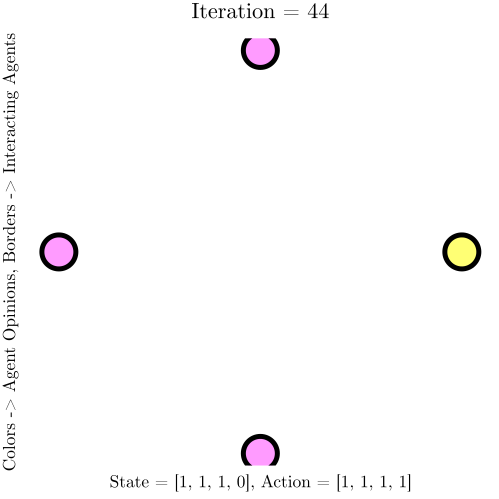 Iteration = 44
Colors -> Agent Opinions, Borders -> Interacting Agents
State = [1, 1, 1, 0], Action = [1, 1, 1, 1]